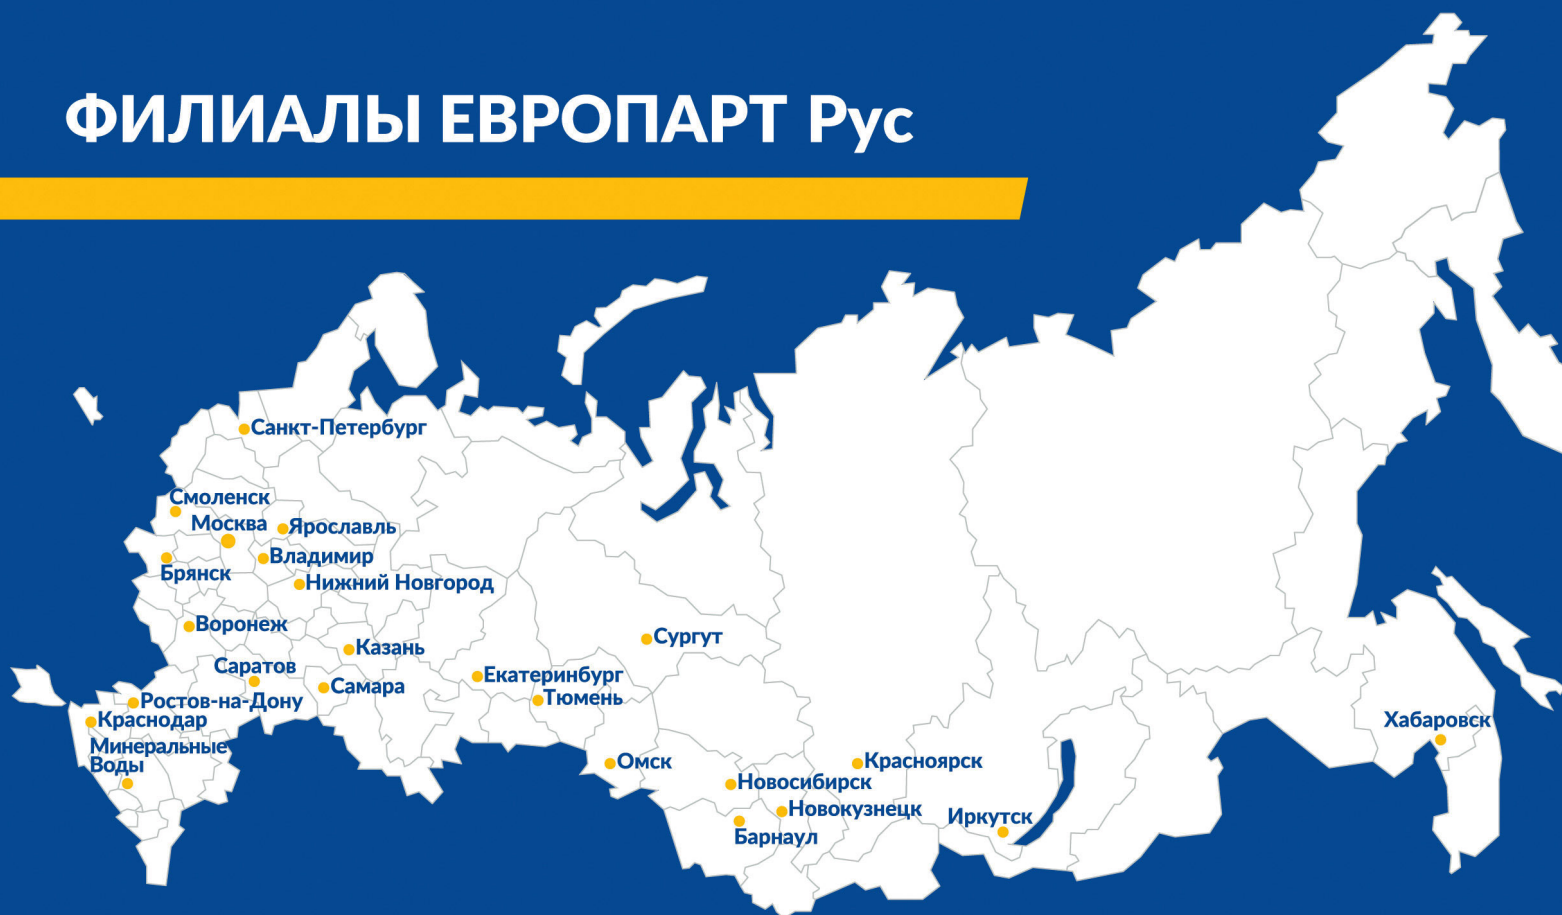 ФИЛИАЛЫ ЕВРОПАРТ Рус
Санкт-Петербург
Смоленск
Москва
Ярославль
Владимир
Брянск
Нижний Новгород
Воронеж
Казань
Сургут
Саратов
Самара
Екатеринбург
Тюмень
Ростов-на-Дону
Краснодар
Минеральные
Воды
Хабаровск
Омск
Красноярск
Новосибирск
Новокузнецк
Иркутск
Барнаул